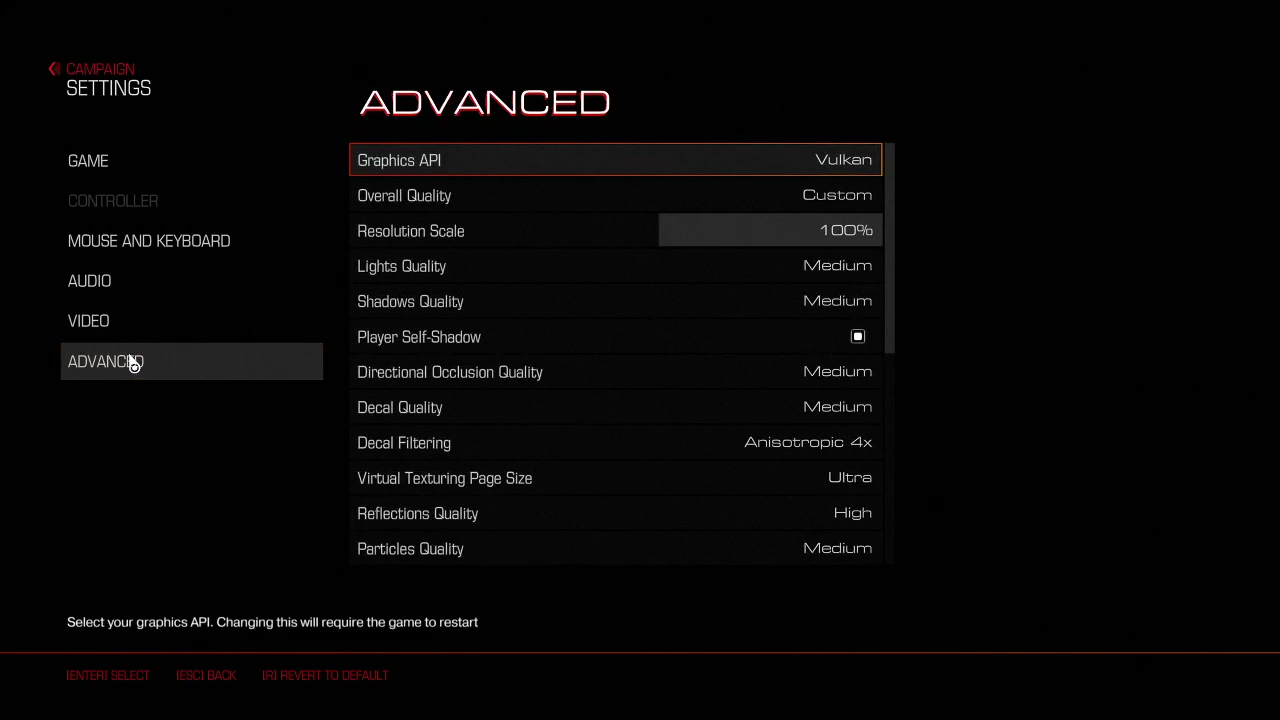 CAMPAIGN
SETTINGS
ADVANCED
GAME
CONTROLLER
MOUSE AND KEYBOARD
AUDIO
VIDEO
ADVANCED
Graphics API Vulkan
Overall Quality Custom
Resolution Scale 100%
Lights Quality Medium
Shadows Quality Medium
Player Self-Shadow
Directional Occlusion Quality Medium
Decal Quality Medium
Decal Filtering Anisotropic 4x
Virtual Texturing Page Size Ultra
Reflections Quality High
Particles Quality Medium
Select your graphics API. Changing this will require the game to restart
[ENTER] SELECT [ESC] BACK [R] REVERT TO DEFAULT